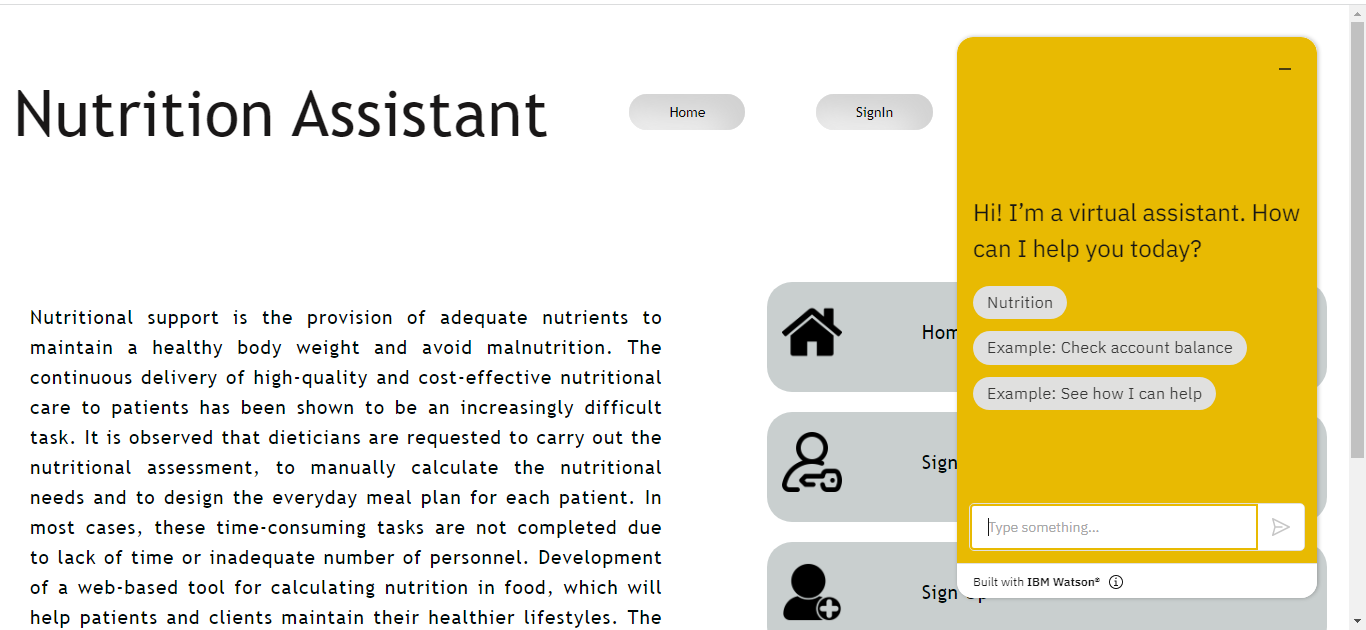 Nutrition Assistant
Home
SignIn
Nutritional support is the provision of adequate nutrients to
maintain a healthy body weight and avoid malnutrition. The
continuous delivery of high-quality and cost-effective nutritional
care to patients has been shown to be an increasingly difficult
task. It is observed that dieticians are requested to carry out the
nutritional assessment, to manually calculate the nutritional
needs and to design the everyday meal plan for each patient. In
most cases, these time-consuming tasks are not completed due
to lack of time or inadequate number of personnel. Development
of a web-based tool for calculating nutrition in food, which will
help patients and clients maintain their healthier lifestyles. The
Hom
Sign
Sign Up
Hi! I’m a virtual assistant. How
can I help you today?
Nutrition
Example: Check account balance
Example: See how I can help
Type something...
Built with IBM Watson®